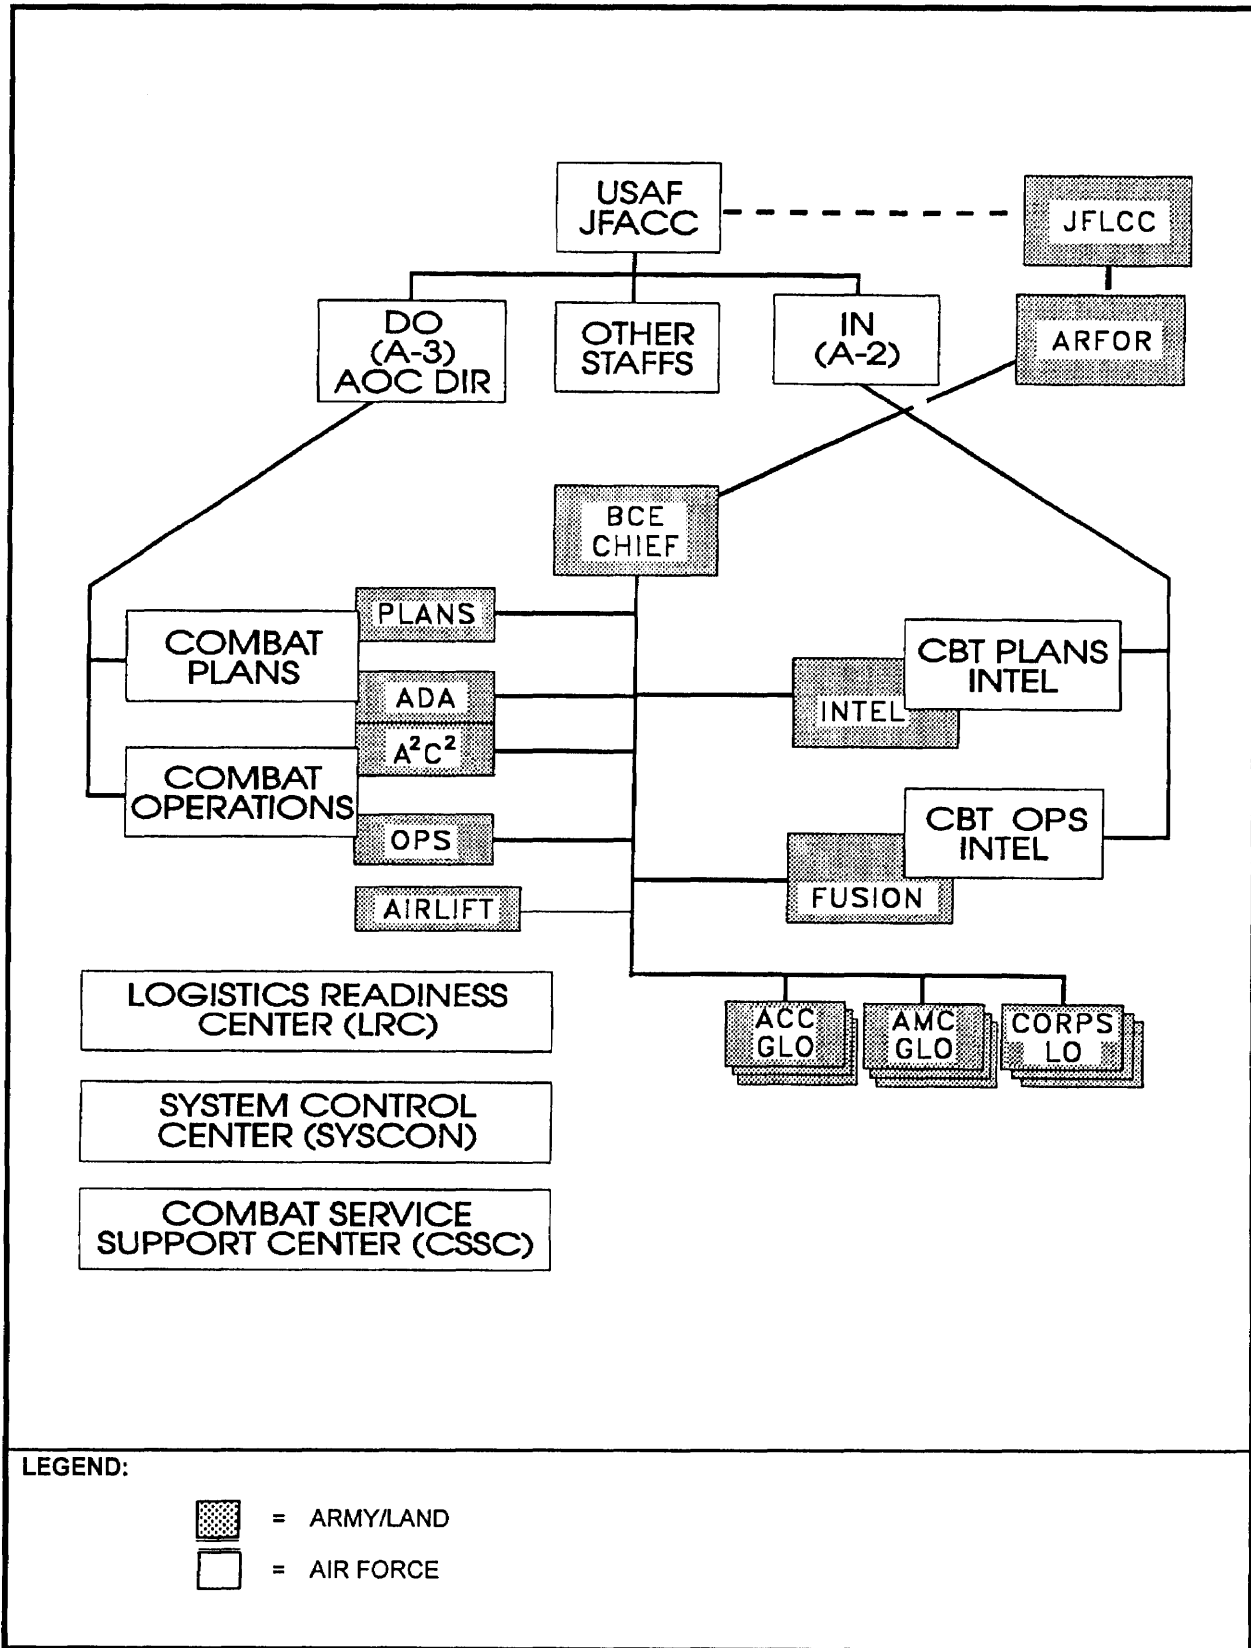 USAF
JFACC
JFLCC
DO
(A-3)
AOC DIR
OTHER
STAFFS
IN
(A-2)
ARFOR
BCE
CHIEF
PLANS
COMBAT
PLANS
ADA
A²C²
COMBAT
OPERATIONS
OPS
AIRLIFT
CBT PLANS
INTEL
INTEL
CBT OPS
INTEL
FUSION
LOGISTICS READINESS
CENTER (LRC)
ACC
GLO
AMC
GLO
CORPS
LO
SYSTEM CONTROL
CENTER (SYSCON)
COMBAT SERVICE
SUPPORT CENTER (CSSC)
LEGEND:
= ARMY/LAND
= AIR FORCE